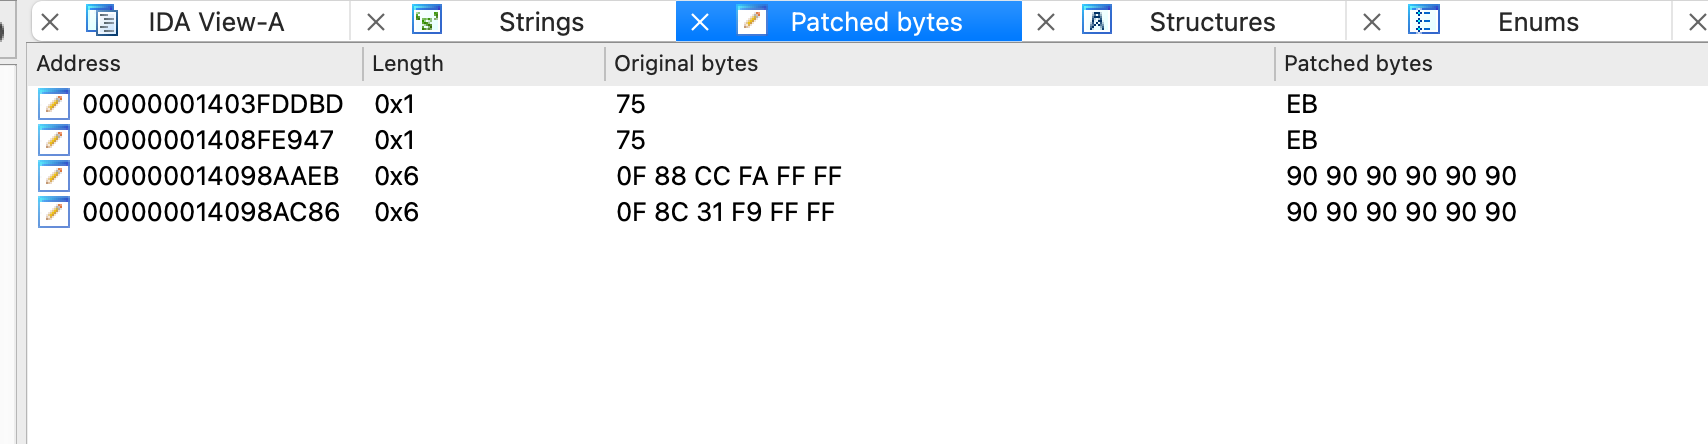 IDA View-A Strings Patched bytes Structures Enums
Address Length Original bytes Patched bytes
00000001403FDDBD 0x1 75 EB
00000001408FE947 0x1 75 EB
000000014098AAEB 0x6 0F 88 CC FA FF FF 90 90 90 90 90 90
000000014098AC86 0x6 0F 8C 31 F9 FF FF 90 90 90 90 90 90